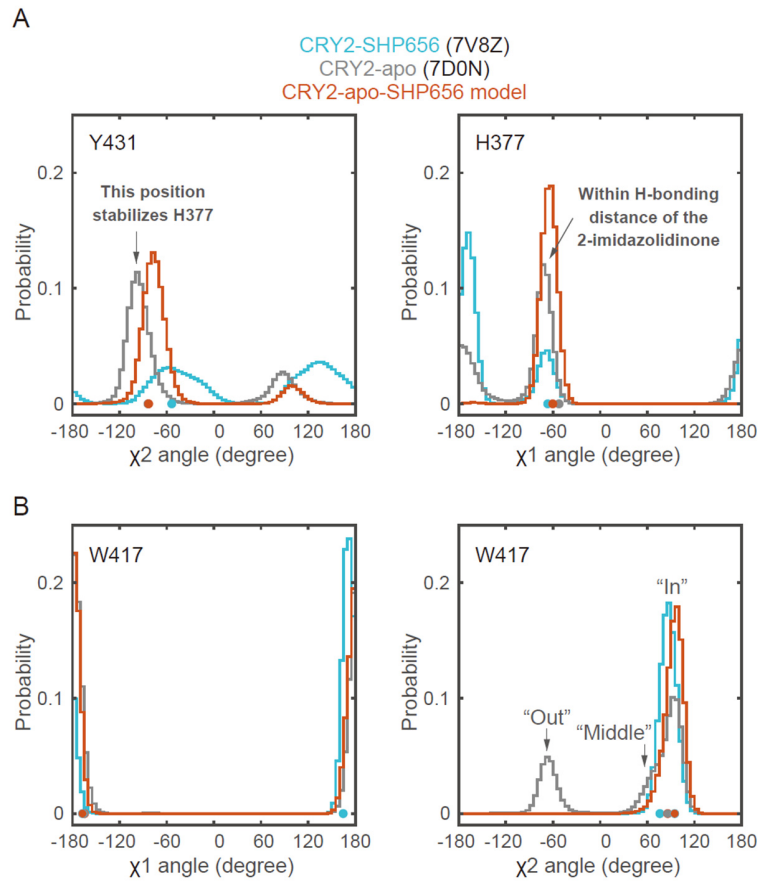 A
CRY2-SHP656 (7V8Z)
CRY2-apo (7D0N)
CRY2-apo-SHP656 model
Y431
This position
stabilizes H377
Probability
0.2
0.1
0
-180 -120 -60 0 60 120 180
χ2 angle (degree)
H377
Within H-bonding
distance of the
2-imidazolidinone
Probability
0.2
0.1
0
-180 -120 -60 0 60 120 180
χ1 angle (degree)
B
W417
Probability
0.2
0.1
0
-180 -120 -60 0 60 120 180
χ1 angle (degree)
W417
“In”
“Out”
“Middle”
Probability
0.2
0.1
0
-180 -120 -60 0 60 120 180
χ2 angle (degree)